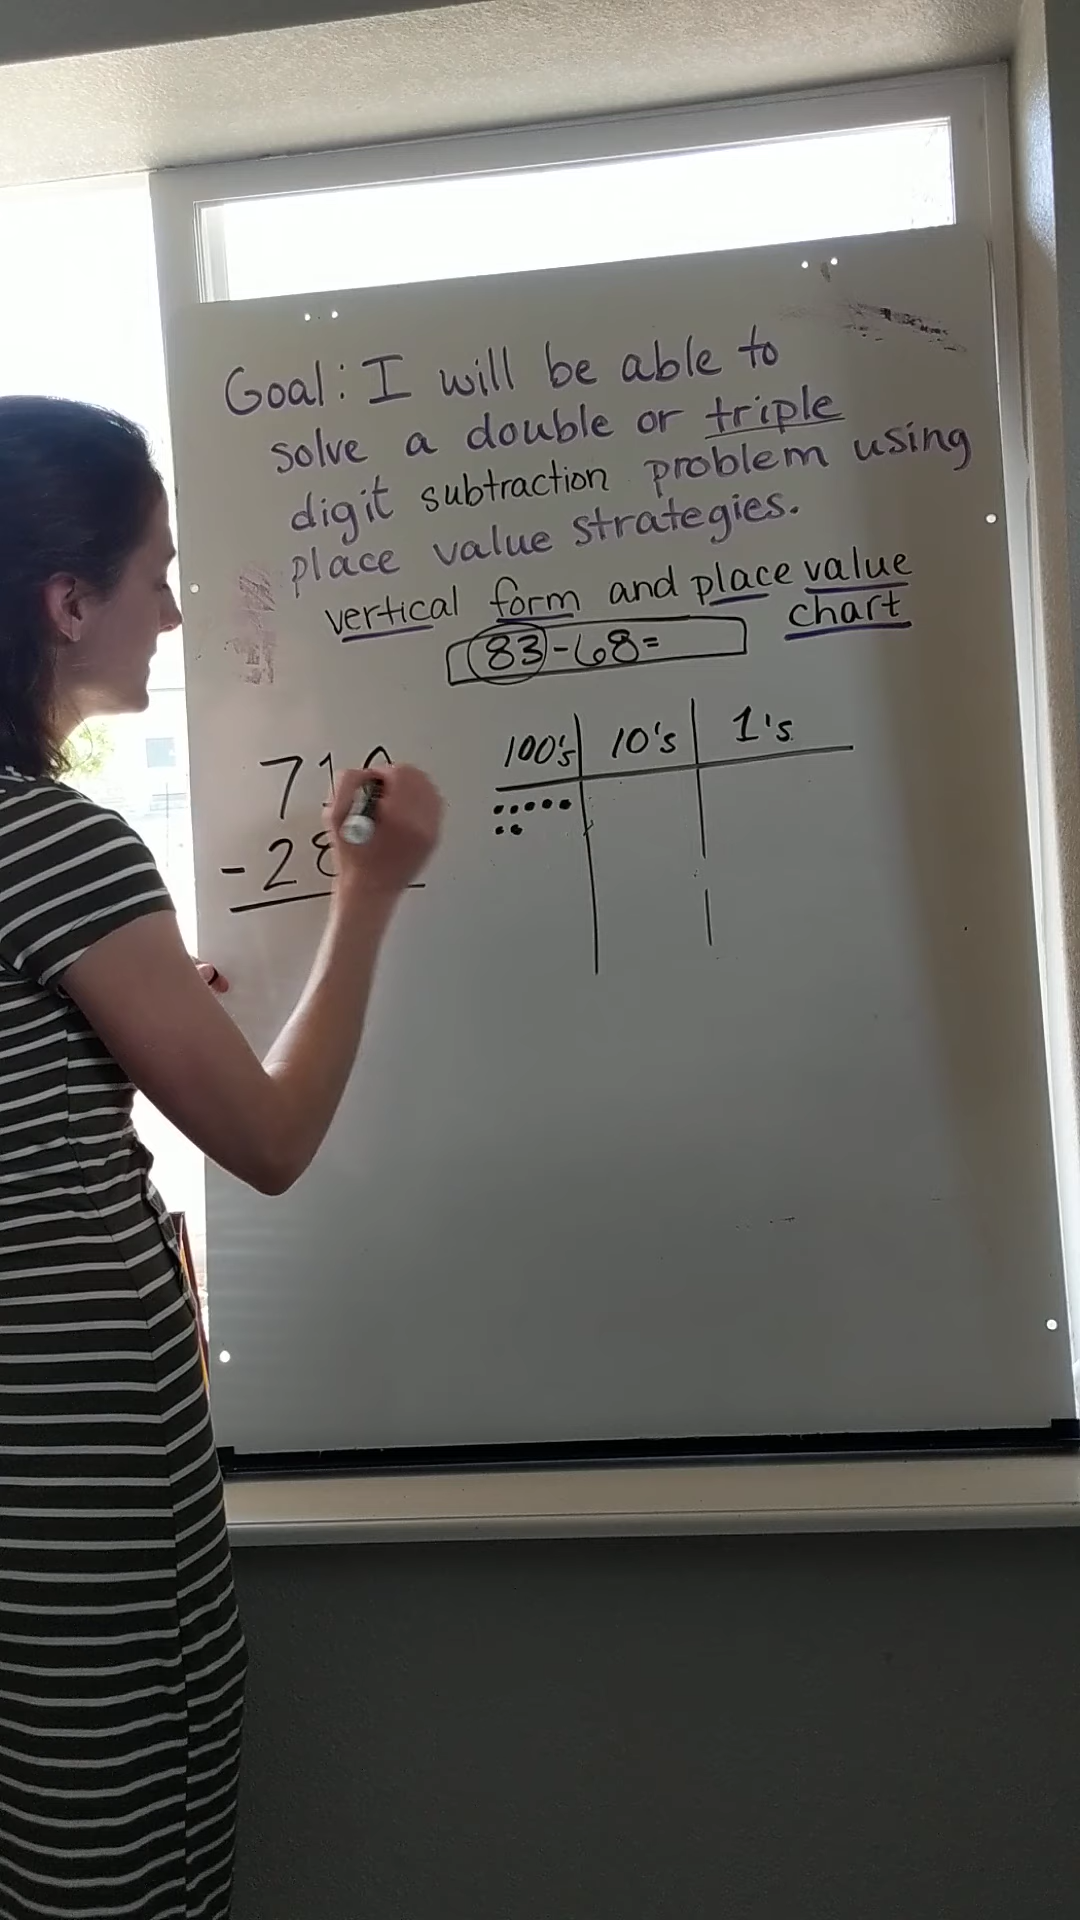 Goal: I will be able to
solve a double or triple
digit subtraction problem using
place value strategies.
vertical form and place value
chart
83-68=
100's 10's 1's
71
-28